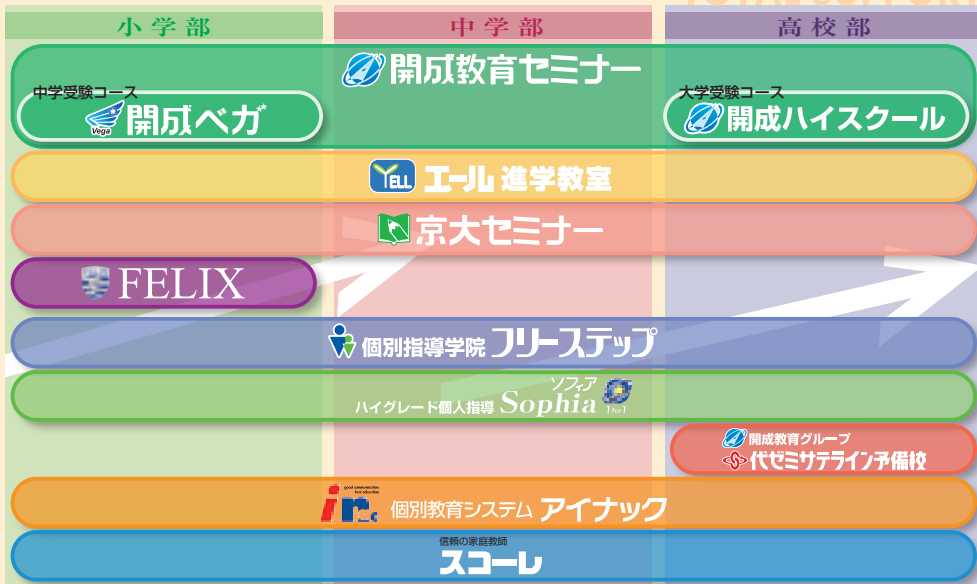 TOTAL SUPPORT
小学部
中学部
高校部
開成教育セミナー
中学受験コース
Vega 開成ベガ
大学受験コース
開成ハイスクール
YELL エール 進学教室
京大セミナー
FELIX
個別指導学院 フリーステップ
ソフィア
ハイグレード個人指導 Sophia 1 for 1
開成教育グループ
代ゼミサテライン予備校
good communication
for education
個別教育システム アイナック
信頼の家庭教師
スコーレ